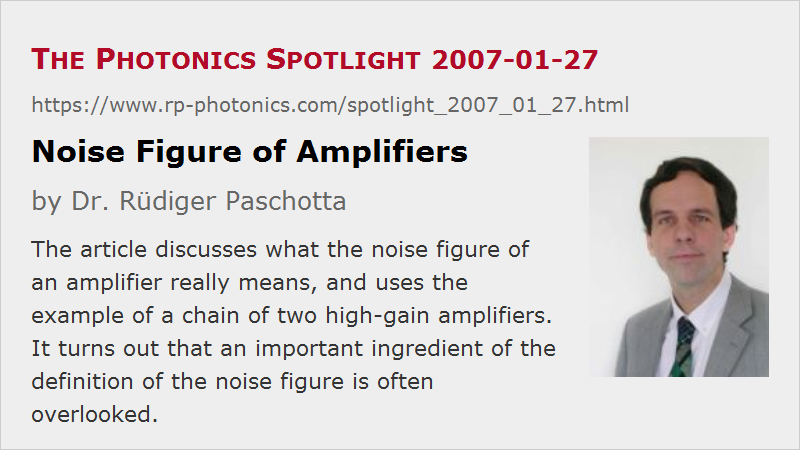 The Photonics Spotlight 2007-01-27
https://www.rp-photonics.com/spotlight_2007_01_27.html
Noise Figure of Amplifiers
by Dr. Rüdiger Paschotta
The article discusses what the noise figure of
an amplifier really means, and uses the
example of a chain of two high-gain amplifiers.
It turns out that an important ingredient of the
definition of the noise figure is often
overlooked.